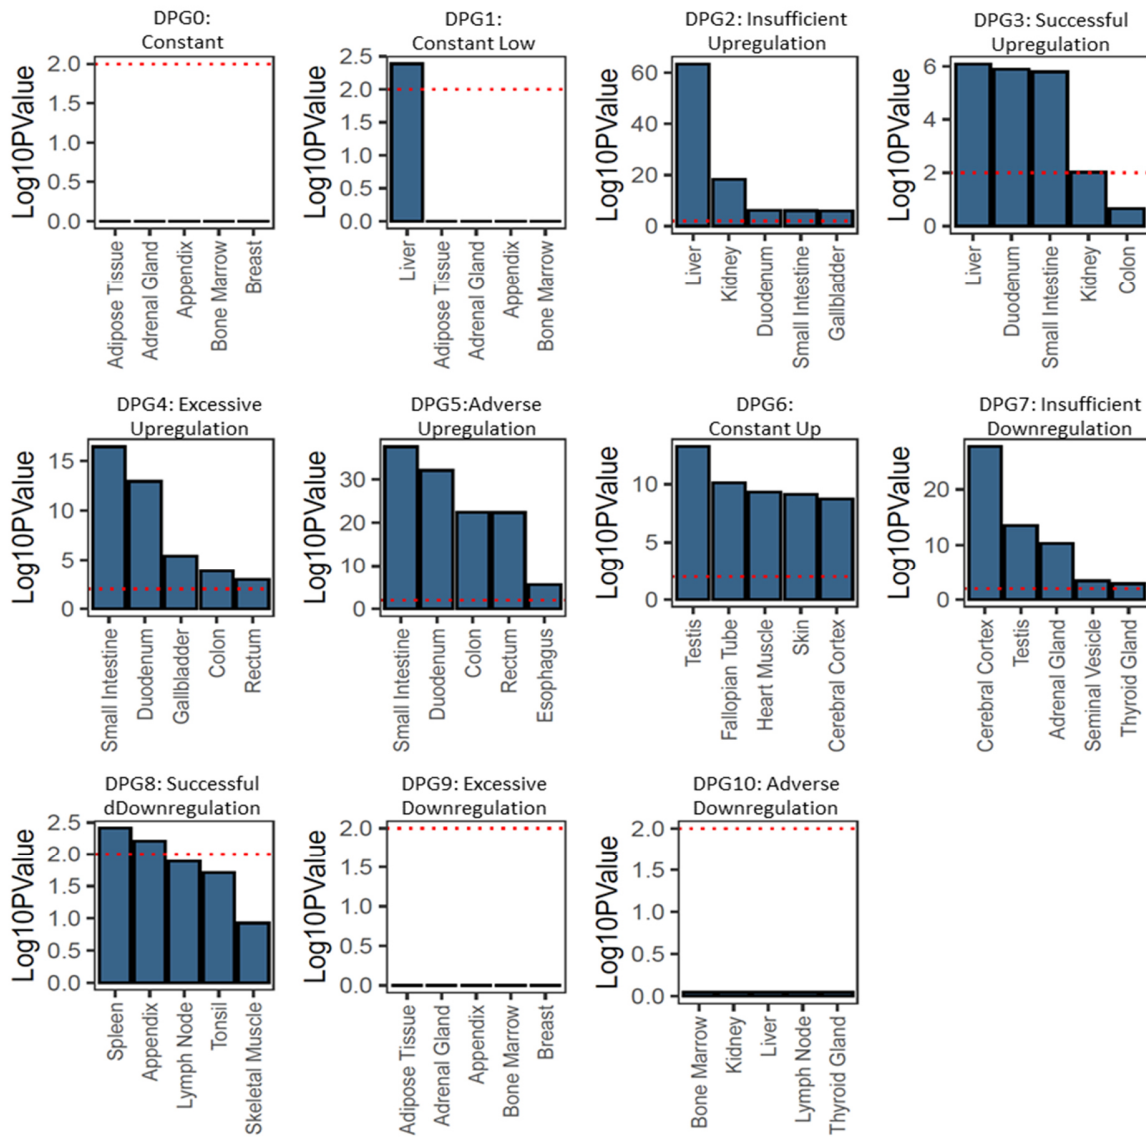 DPG0:
Constant
Log10PValue
2.0
1.5
1.0
0.5
0.0
Adipose Tissue
Adrenal Gland
Appendix
Bone Marrow
Breast
DPG1:
Constant Low
Log10PValue
2.5
2.0
1.5
1.0
0.5
0.0
Liver
Adipose Tissue
Adrenal Gland
Appendix
Bone Marrow
DPG2: Insufficient
Upregulation
Log10PValue
60
40
20
0
Liver
Kidney
Duodenum
Small Intestine
Gallbladder
DPG3: Successful
Upregulation
Log10PValue
6
4
2
0
Liver
Duodenum
Small Intestine
Kidney
Colon
DPG4: Excessive
Upregulation
Log10PValue
15
10
5
0
Small Intestine
Duodenum
Gallbladder
Colon
Rectum
DPG5:Adverse
Upregulation
Log10PValue
30
20
10
0
Small Intestine
Duodenum
Colon
Rectum
Esophagus
DPG6:
Constant Up
Log10PValue
10
5
0
Testis
Fallopian Tube
Heart Muscle
Skin
Cerebral Cortex
DPG7: Insufficient
Downregulation
Log10PValue
20
10
0
Cerebral Cortex
Testis
Adrenal Gland
Seminal Vesicle
Thyroid Gland
DPG8: Successful
dDownregulation
Log10PValue
2.5
2.0
1.5
1.0
0.5
0.0
Spleen
Appendix
Lymph Node
Tonsil
Skeletal Muscle
DPG9: Excessive
Downregulation
Log10PValue
2.0
1.5
1.0
0.5
0.0
Adipose Tissue
Adrenal Gland
Appendix
Bone Marrow
Breast
DPG10: Adverse
Downregulation
Log10PValue
2.0
1.5
1.0
0.5
0.0
Bone Marrow
Kidney
Liver
Lymph Node
Thyroid Gland